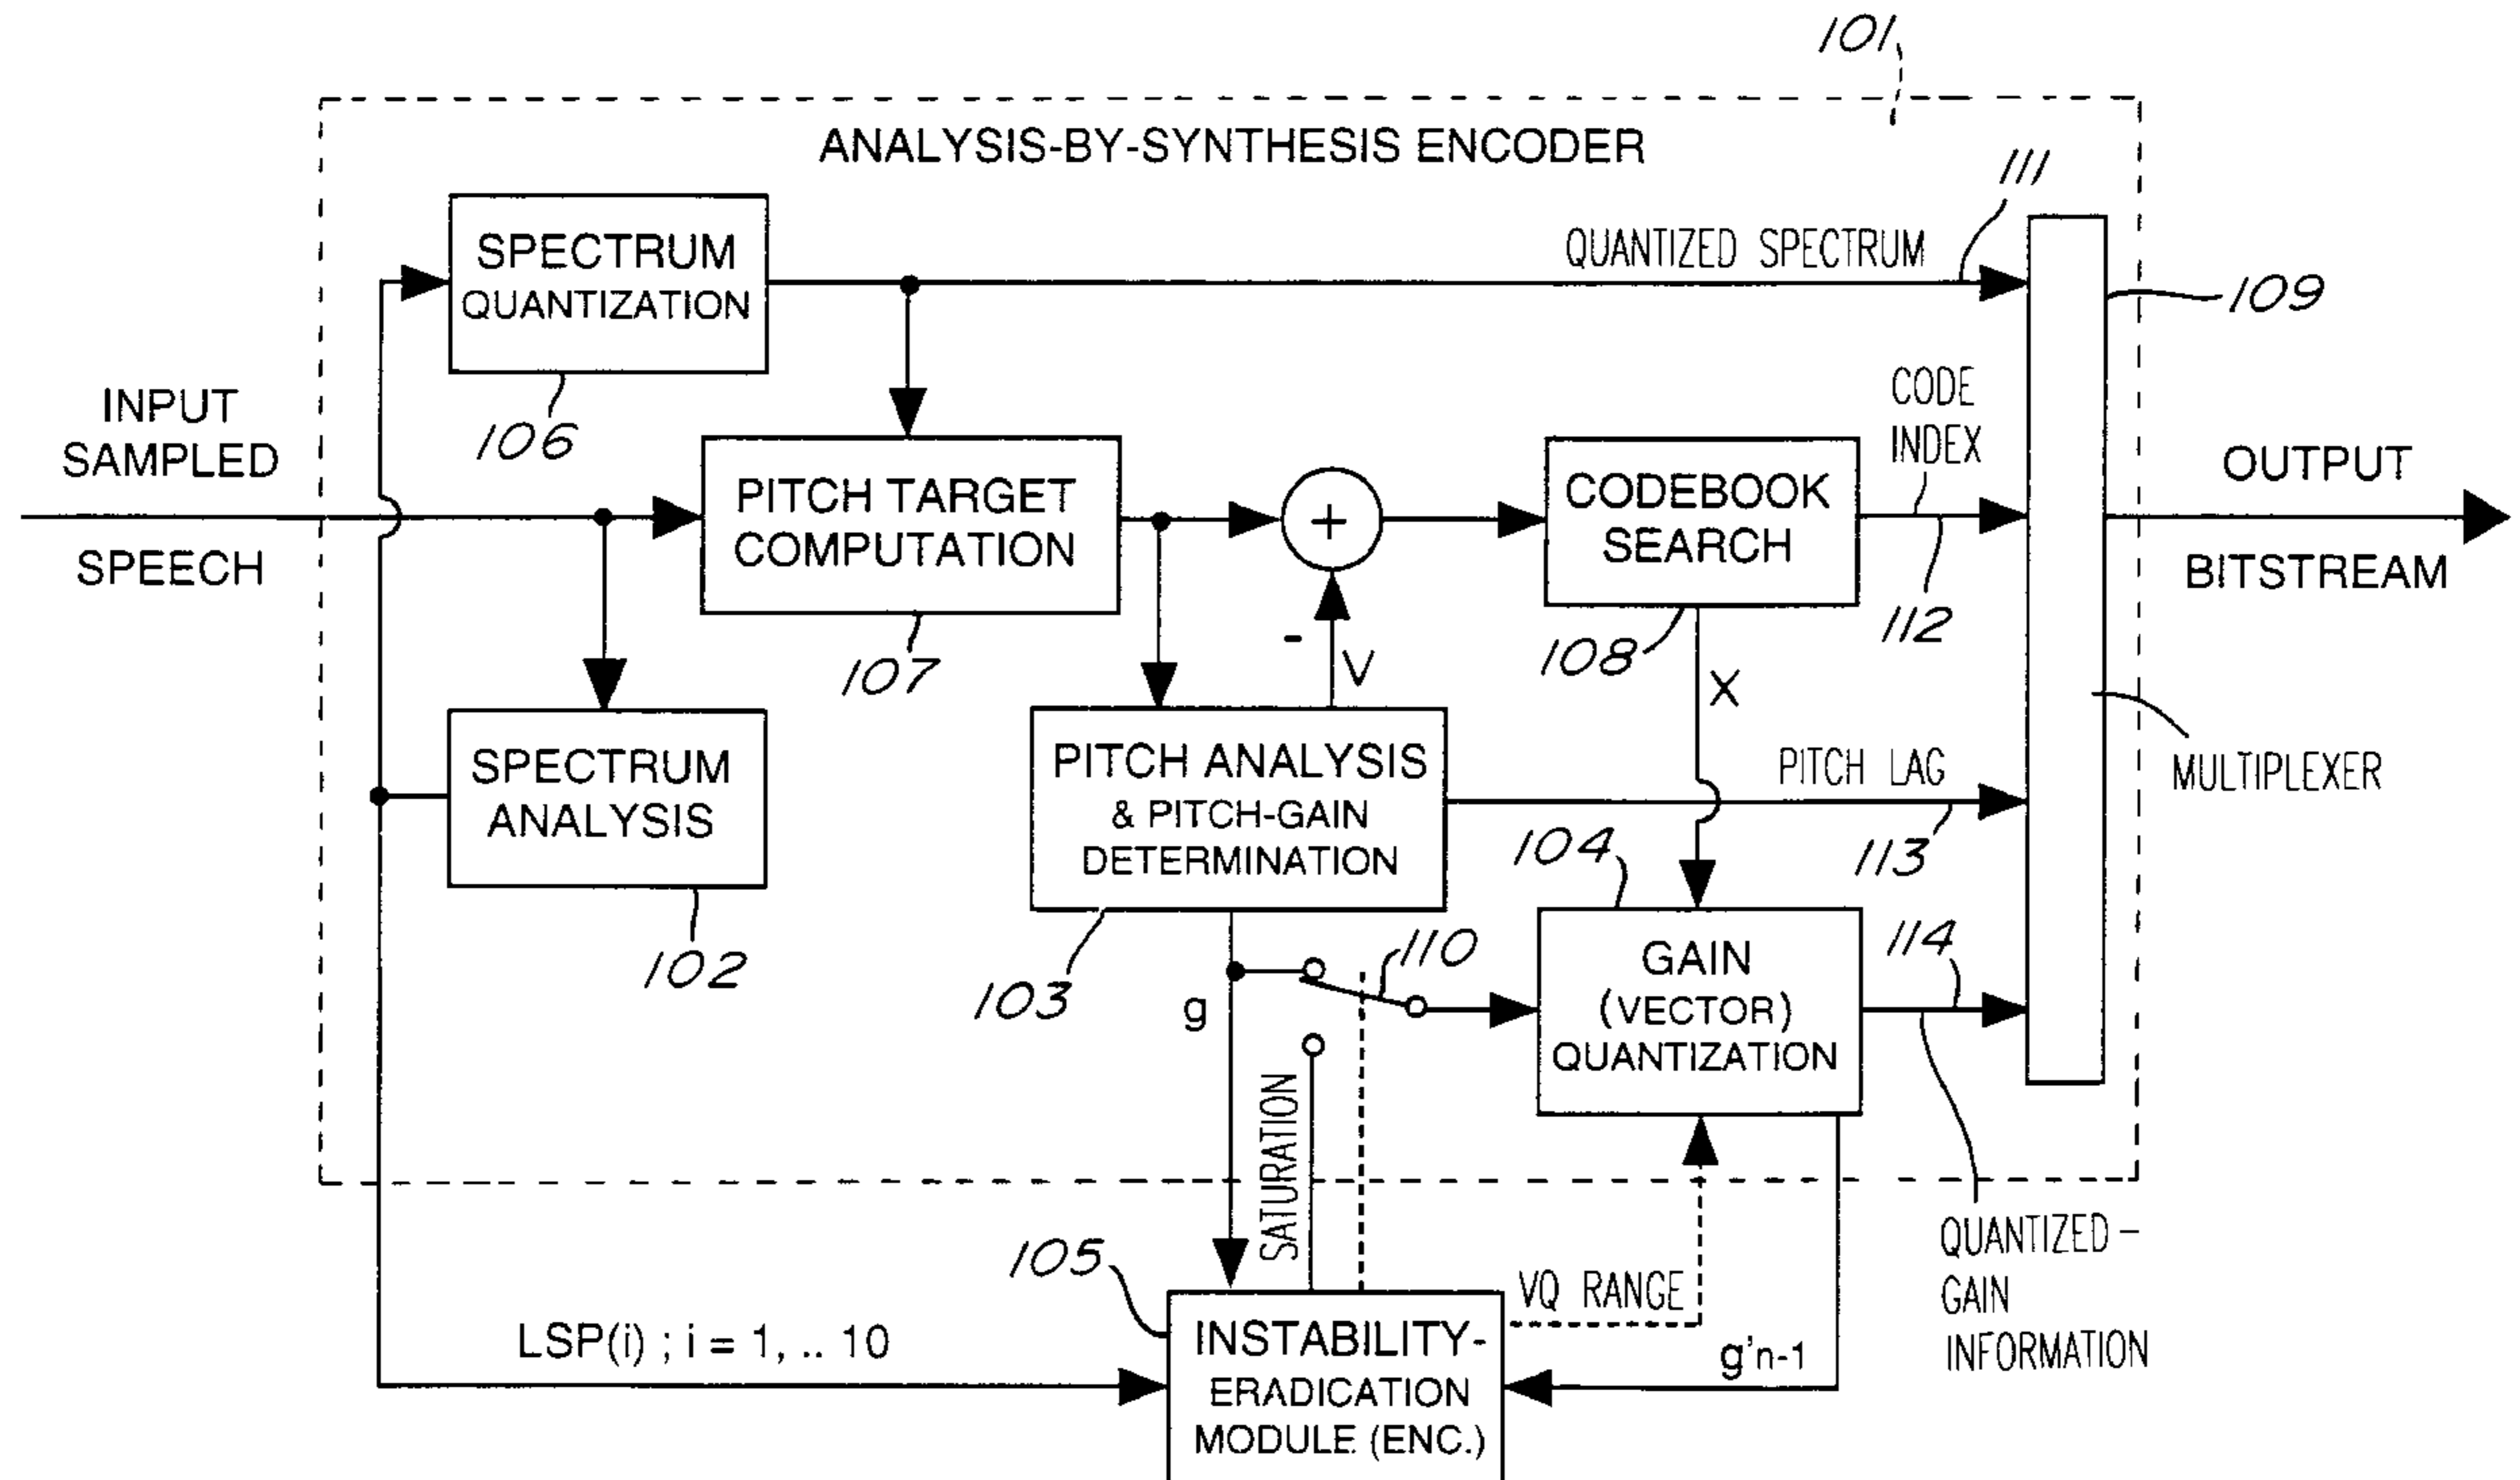 101
ANALYSIS-BY-SYNTHESIS ENCODER
111
SPECTRUM
QUANTIZATION
106
QUANTIZED SPECTRUM
109
INPUT
SAMPLED
SPEECH
PITCH TARGET
COMPUTATION
107
+
-
V
CODEBOOK
SEARCH
108
CODE
INDEX
112
OUTPUT
BITSTREAM
X
SPECTRUM
ANALYSIS
102
PITCH ANALYSIS
& PITCH-GAIN
DETERMINATION
103
PITCH LAG
113
MULTIPLEXER
104
g
110
GAIN
(VECTOR)
QUANTIZATION
114
SATURATION
QUANTIZED-
GAIN
INFORMATION
105
VQ RANGE
LSP(i) ; i = 1, .. 10
INSTABILITY-
ERADICATION
MODULE (ENC.)
g'n-1